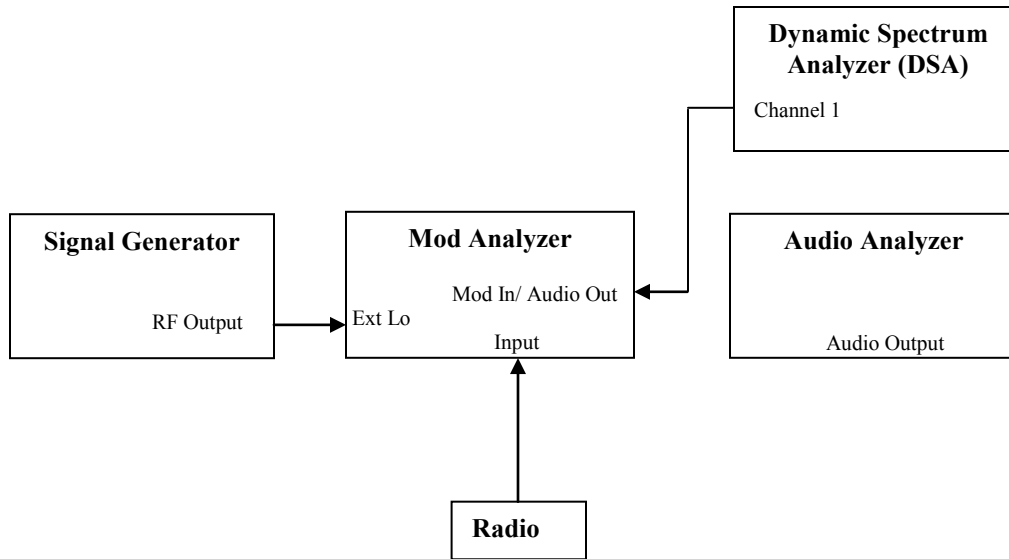 Dynamic Spectrum
Analyzer (DSA)
Channel 1
Signal Generator
RF Output
Mod Analyzer
Mod In/ Audio Out
Ext Lo
Input
Audio Analyzer
Audio Output
Radio